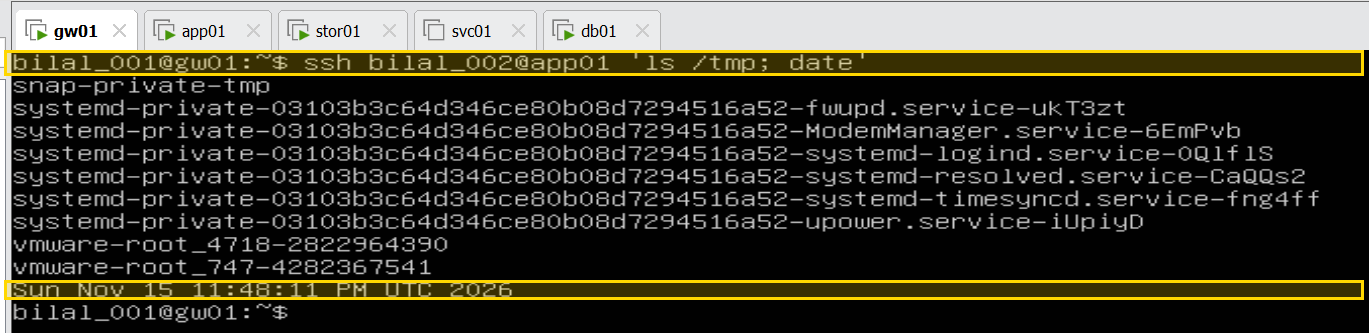 gw01 app01 stor01 svc01 db01
bilal_001@gw01:~$ ssh bilal_002@app01 'ls /tmp; date'
snap-private-tmp
systemd-private-03103b3c64d346ce80b08d7294516a52-fwupd.service-ukT3zt
systemd-private-03103b3c64d346ce80b08d7294516a52-ModemManager.service-6EmPvb
systemd-private-03103b3c64d346ce80b08d7294516a52-systemd-logind.service-OQlflS
systemd-private-03103b3c64d346ce80b08d7294516a52-systemd-resolved.service-CaQQs2
systemd-private-03103b3c64d346ce80b08d7294516a52-systemd-timesyncd.service-fng4ff
systemd-private-03103b3c64d346ce80b08d7294516a52-upower.service-iUpiyD
vmware-root_4718-2822964390
vmware-root_747-4282367541
Sun Nov 15 11:48:11 PM UTC 2026
bilal_001@gw01:~$